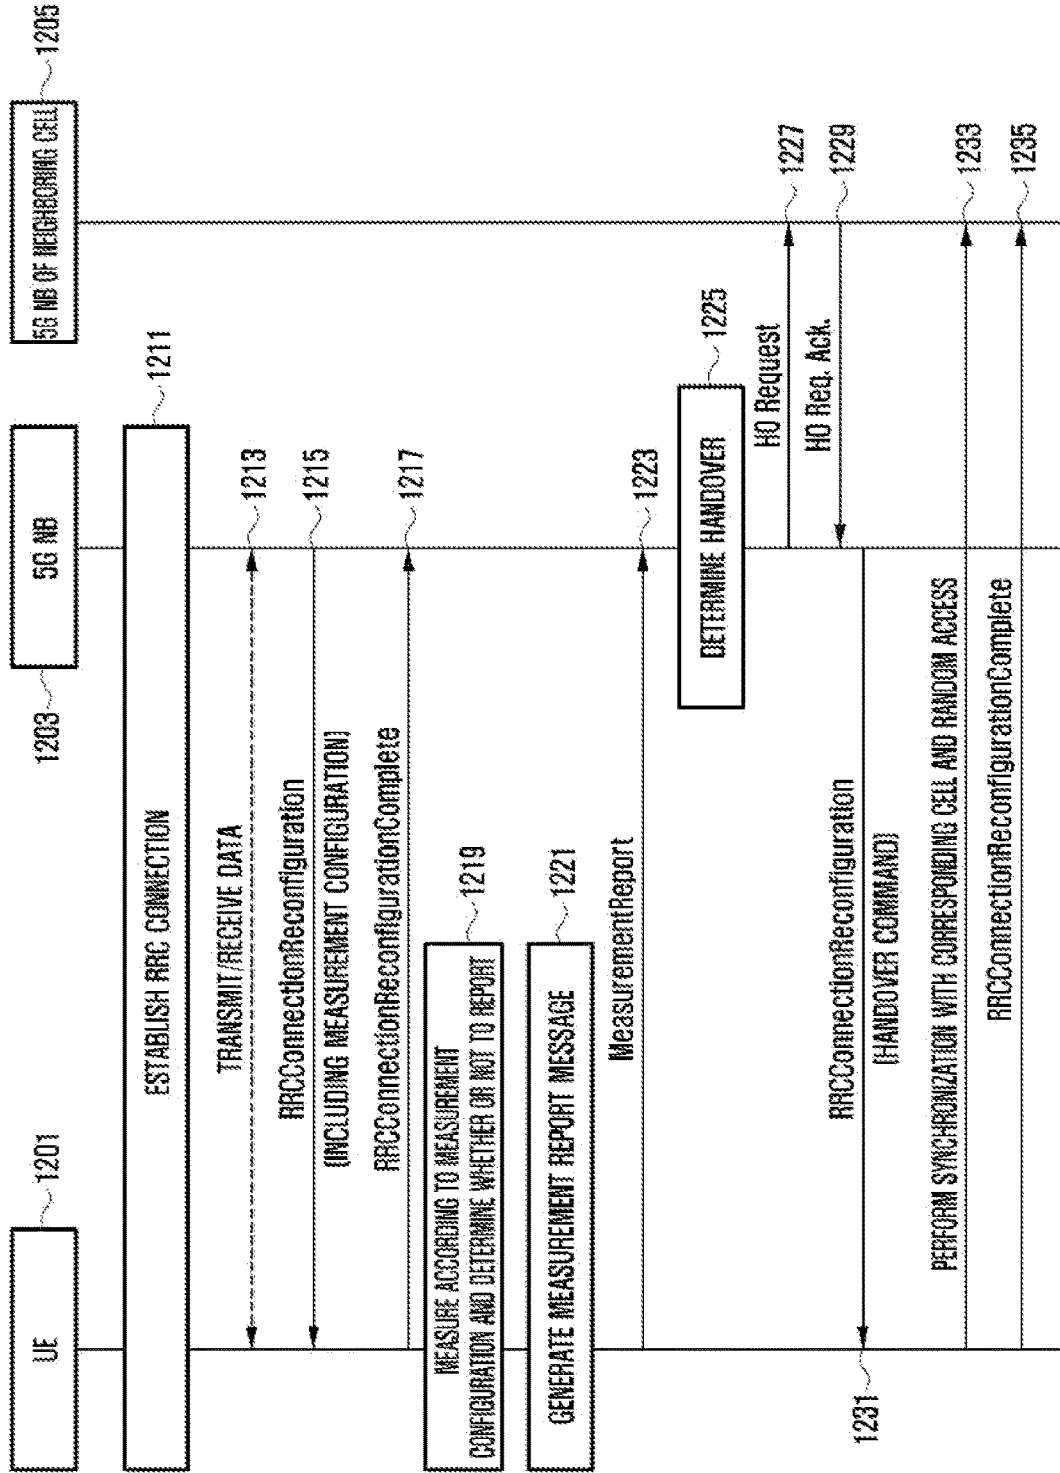 UE
1201
5G NB
1203
5G NB OF NEIGHBORING CELL
1205
ESTABLISH RRC CONNECTION
1211
TRANSMIT/RECEIVE DATA
1213
RRCConnectionReconfiguration
(INCLUDING MEASUREMENT CONFIGURATION)
1215
RRCConnectionReconfigurationComplete
1217
MEASURE ACCORDING TO MEASUREMENT
CONFIGURATION AND DETERMINE WHETHER OR NOT TO REPORT
1219
GENERATE MEASUREMENT REPORT MESSAGE
1221
MeasurementReport
1223
DETERMINE HANDOVER
1225
HO Request
1227
HO Req. Ack.
1229
RRCConnectionReconfiguration
(HANDOVER COMMAND)
1231
PERFORM SYNCHRONIZATION WITH CORRESPONDING CELL AND RANDOM ACCESS
1233
RRCConnectionReconfigurationComplete
1235